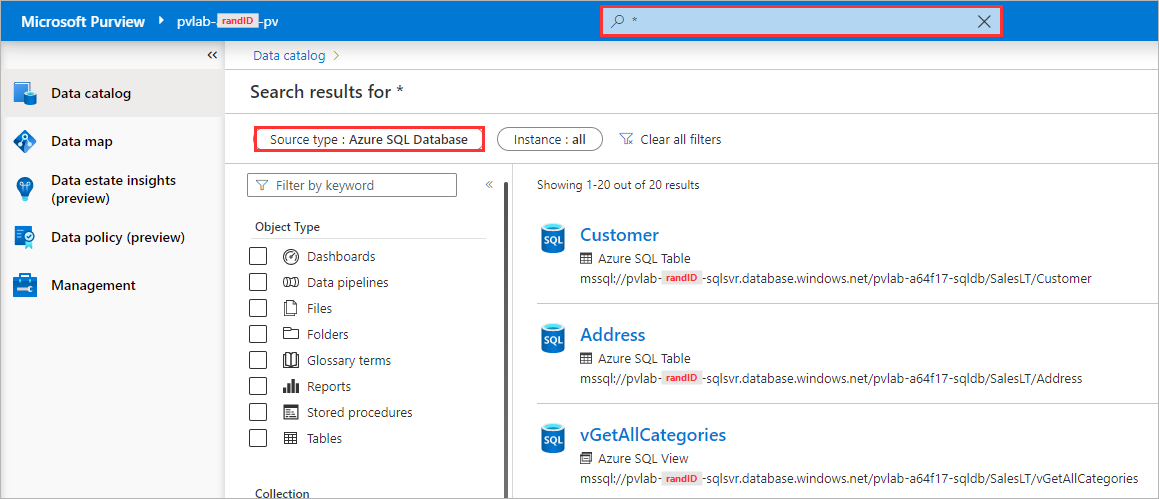 Microsoft Purview pvlab-randID-pv *
Data catalog
Search results for *
Source type : Azure SQL Database Instance : all Clear all filters
Data catalog
Data map
Data estate insights
(preview)
Data policy (preview)
Management
Filter by keyword
Object Type
Dashboards
Data pipelines
Files
Folders
Glossary terms
Reports
Stored procedures
Tables
Collection
Showing 1-20 out of 20 results
SQL
Customer
Azure SQL Table
mssql://pvlab-randID-sqlsvr.database.windows.net/pvlab-a64f17-sqldb/SalesLT/Customer
SQL
Address
Azure SQL Table
mssql://pvlab-randID-sqlsvr.database.windows.net/pvlab-a64f17-sqldb/SalesLT/Address
SQL
vGetAllCategories
Azure SQL View
mssql://pvlab-randID-sqlsvr.database.windows.net/pvlab-a64f17-sqldb/SalesLT/vGetAllCategories